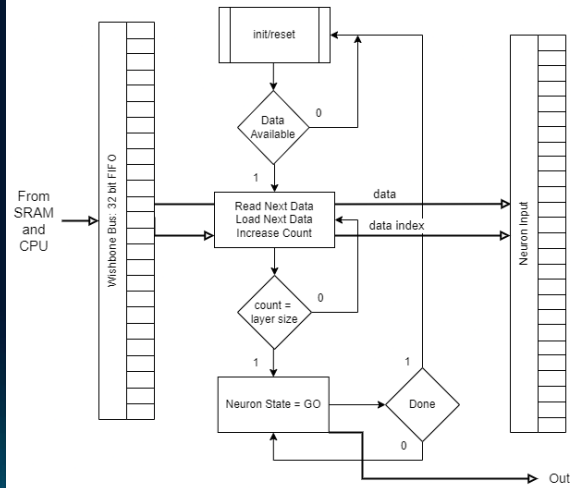 init/reset
Data
Available
0
1
From
SRAM
and
CPU
Wishbone Bus: 32 bit FIFO
Read Next Data
Load Next Data
Increase Count
data
data index
Neuron Input
count =
layer size
0
1
Neuron State = GO
Done
1
0
Out